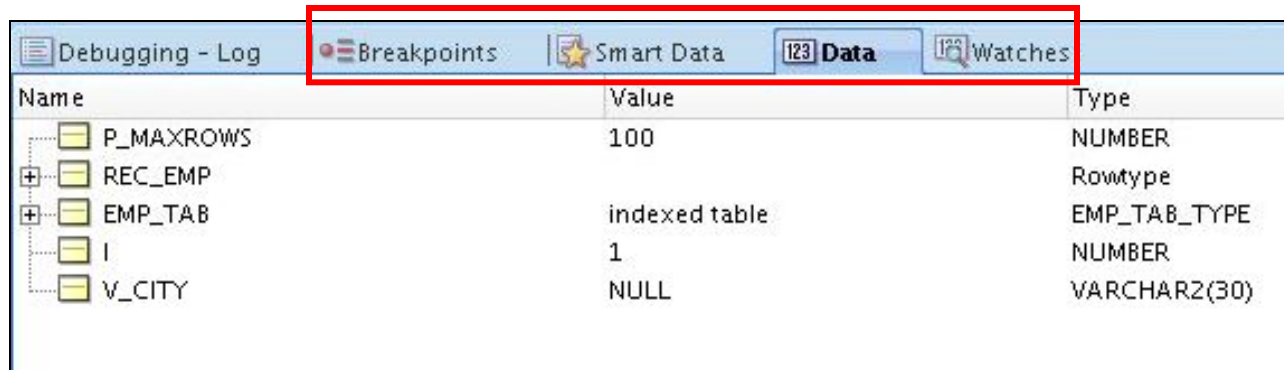 Debugging - Log Breakpoints Smart Data 123 Data Watches
Name Value Type
P_MAXROWS 100 NUMBER
REC_EMP Rowtype
EMP_TAB indexed table EMP_TAB_TYPE
I 1 NUMBER
V_CITY NULL VARCHAR2(30)